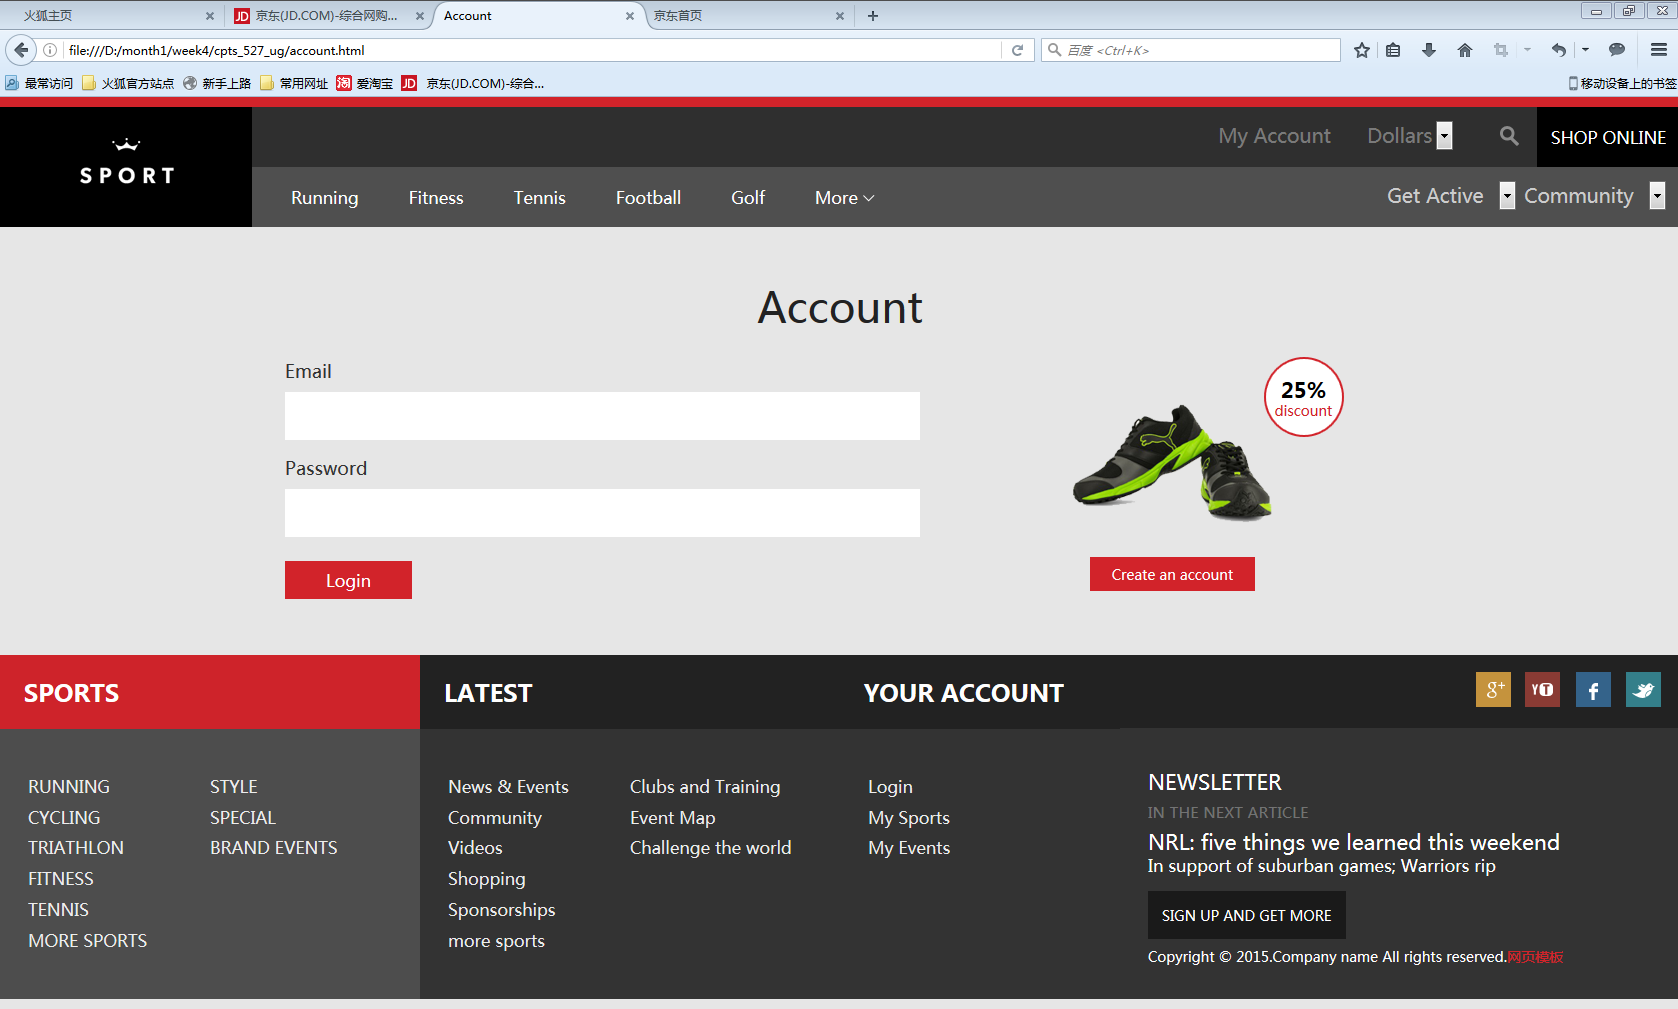 火狐主页
JD 京东(JD.COM)-综合网购...
Account
京东首页
file:///D:/month1/week4/cpts_527_ug/account.html
百度 <Ctrl+K>
最常访问 火狐官方站点 新手上路 常用网址 淘 爱淘宝 JD 京东(JD.COM)-综合...
移动设备上的书签
SPORT
My Account Dollars SHOP ONLINE
Running Fitness Tennis Football Golf More Get Active Community
Account
Email
Password
Login
25%
discount
Create an account
SPORTS
RUNNING
CYCLING
TRIATHLON
FITNESS
TENNIS
MORE SPORTS
STYLE
SPECIAL
BRAND EVENTS
LATEST
News & Events
Community
Videos
Shopping
Sponsorships
more sports
Clubs and Training
Event Map
Challenge the world
YOUR ACCOUNT
Login
My Sports
My Events
g+ YT f
NEWSLETTER
IN THE NEXT ARTICLE
NRL: five things we learned this weekend
In support of suburban games; Warriors rip
SIGN UP AND GET MORE
Copyright © 2015.Company name All rights reserved.网页模板